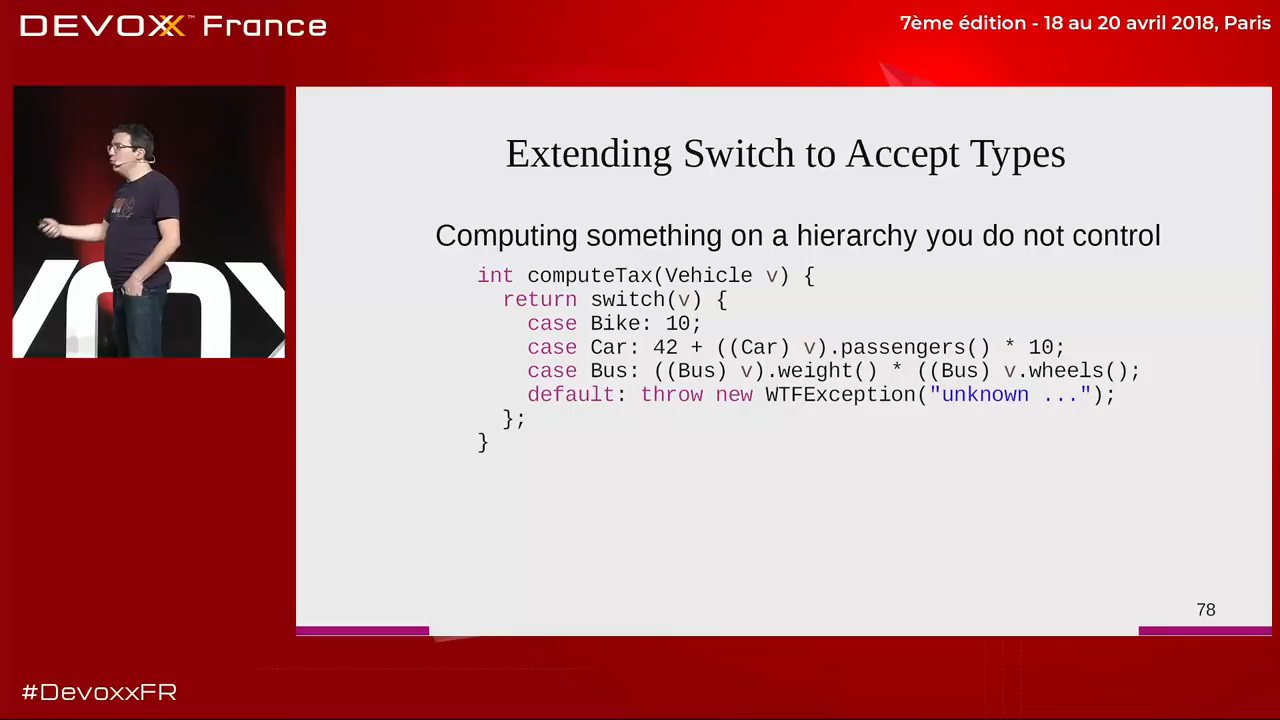 DEVOXX™ France
7ème édition - 18 au 20 avril 2018, Paris
Extending Switch to Accept Types
Computing something on a hierarchy you do not control
int computeTax(Vehicle v) {
  return switch(v) {
    case Bike: 10;
    case Car: 42 + ((Car) v).passengers() * 10;
    case Bus: ((Bus) v).weight() * ((Bus) v.wheels();
    default: throw new WTFException("unknown ...");
  };
}
78
#DevoxxFR